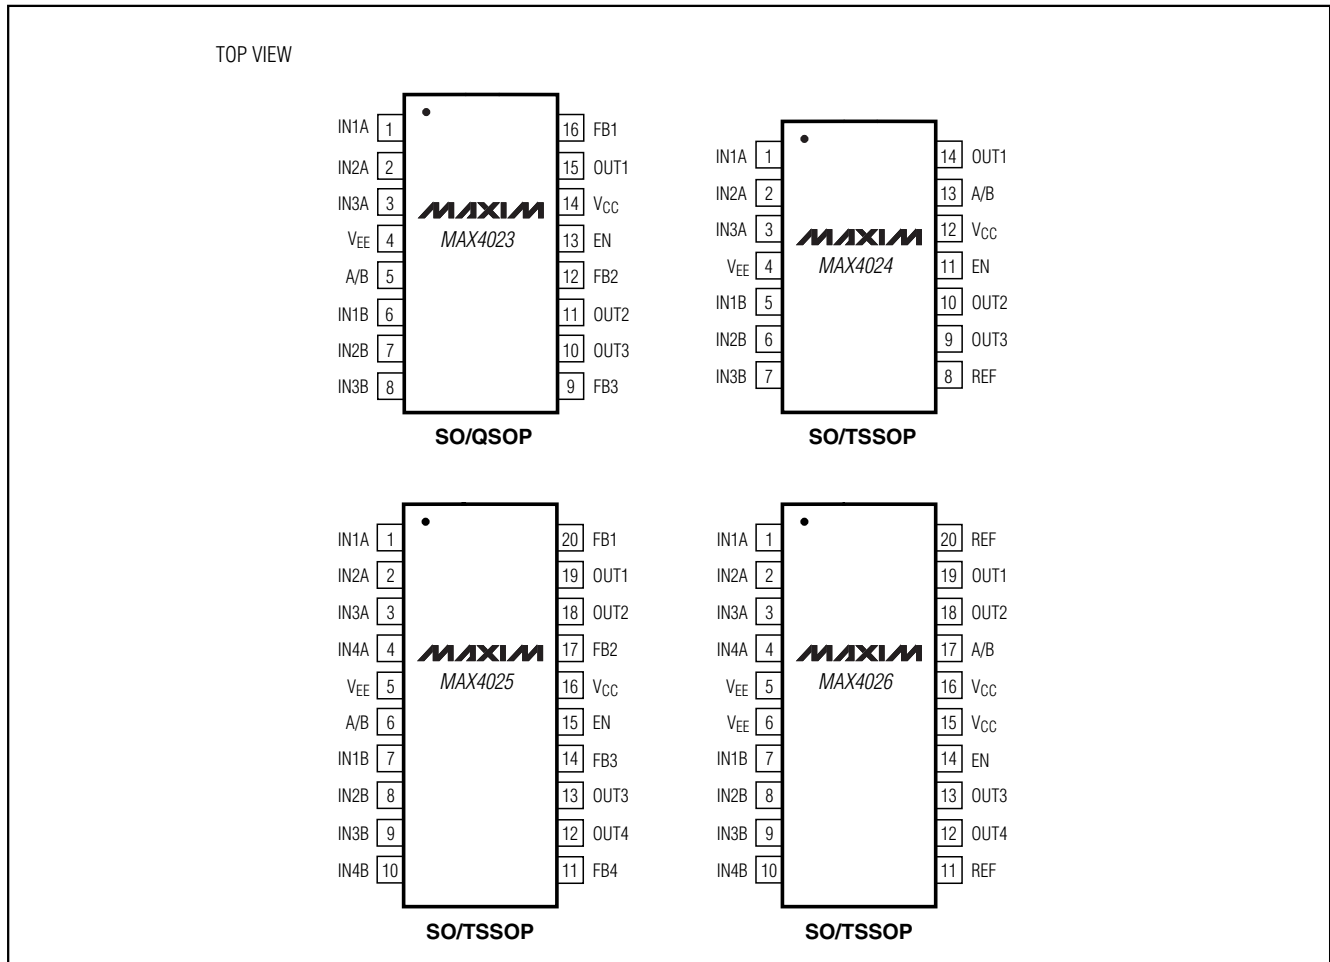 TOP VIEW
IN1A 1 16 FB1
IN2A 2 15 OUT1
IN3A 3 14 VCC
VEE 4 13 EN
A/B 5 12 FB2
IN1B 6 11 OUT2
IN2B 7 10 OUT3
IN3B 8 9 FB3
MAXIM
MAX4023
SO/QSOP
IN1A 1 14 OUT1
IN2A 2 13 A/B
IN3A 3 12 VCC
VEE 4 11 EN
IN1B 5 10 OUT2
IN2B 6 9 OUT3
IN3B 7 8 REF
MAXIM
MAX4024
SO/TSSOP
IN1A 1 20 FB1
IN2A 2 19 OUT1
IN3A 3 18 OUT2
IN4A 4 17 FB2
VEE 5 16 VCC
A/B 6 15 EN
IN1B 7 14 FB3
IN2B 8 13 OUT3
IN3B 9 12 OUT4
IN4B 10 11 FB4
MAXIM
MAX4025
SO/TSSOP
IN1A 1 20 REF
IN2A 2 19 OUT1
IN3A 3 18 OUT2
IN4A 4 17 A/B
VEE 5 16 VCC
VEE 6 15 VCC
IN1B 7 14 EN
IN2B 8 13 OUT3
IN3B 9 12 OUT4
IN4B 10 11 REF
MAXIM
MAX4026
SO/TSSOP